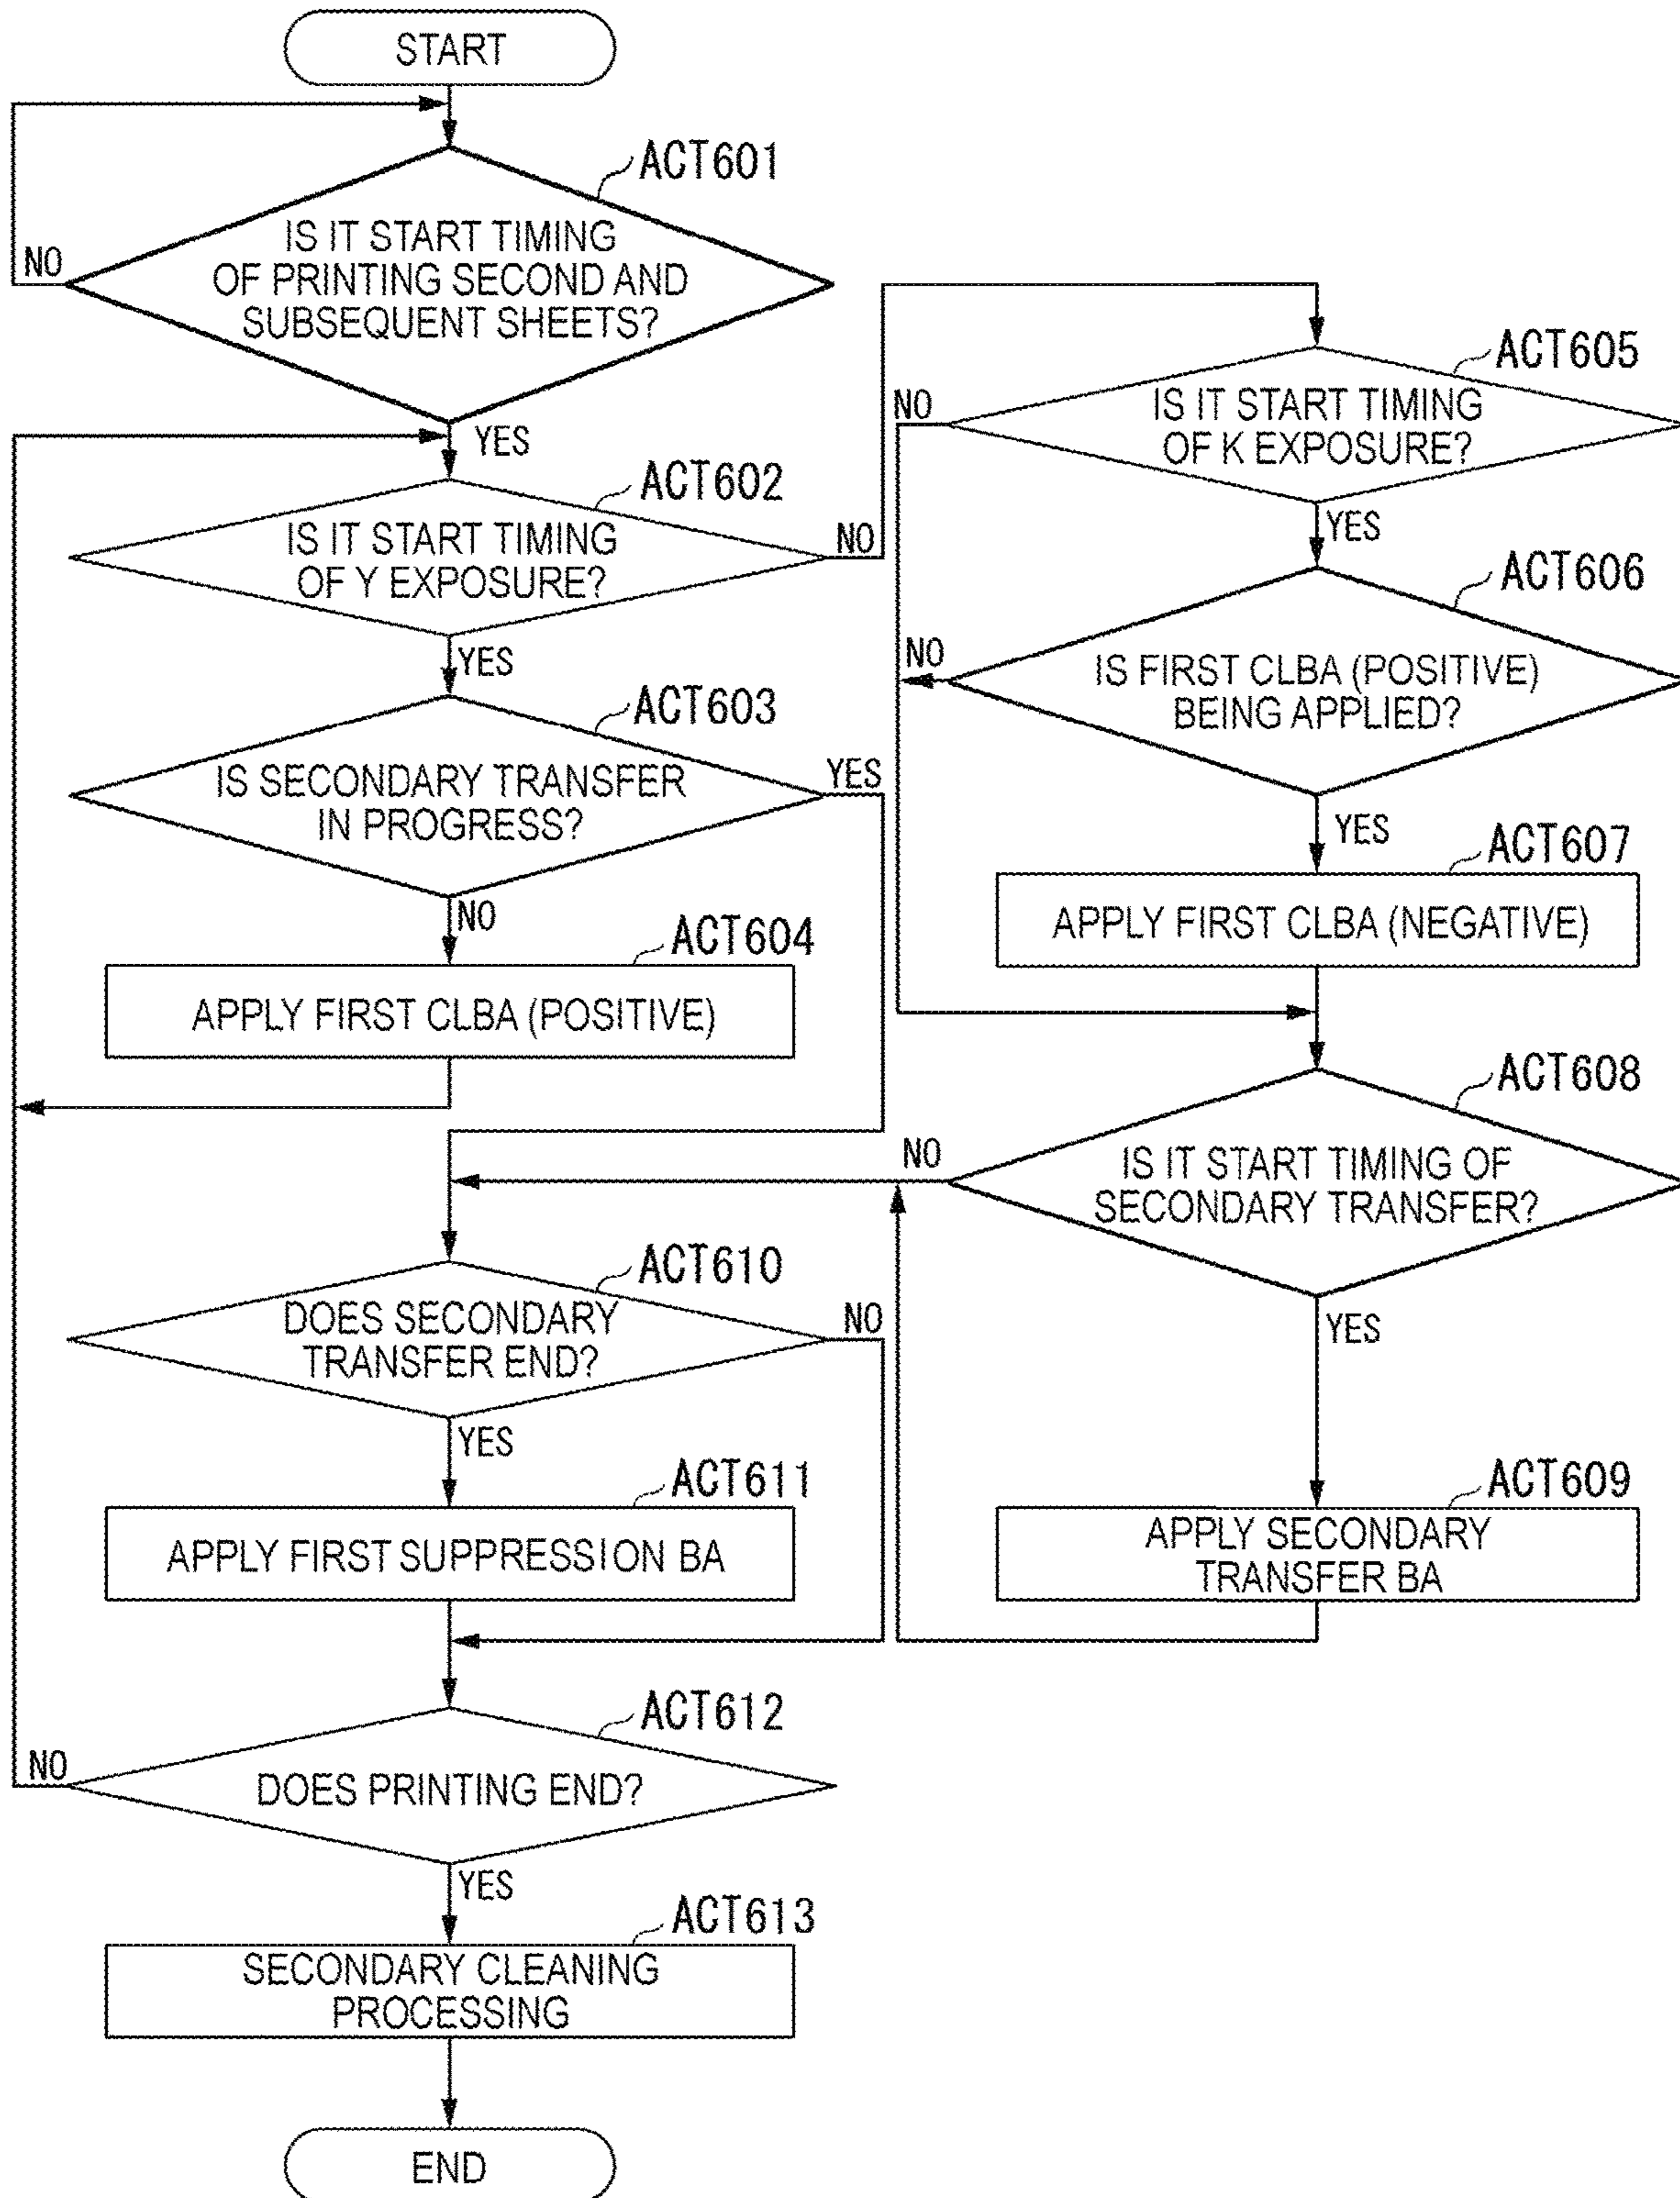 START
ACT601
IS IT START TIMING
OF PRINTING SECOND AND
SUBSEQUENT SHEETS?
NO
YES
ACT602
IS IT START TIMING
OF Y EXPOSURE?
NO
YES
ACT603
IS SECONDARY TRANSFER
IN PROGRESS?
YES
NO
ACT604
APPLY FIRST CLBA (POSITIVE)
ACT605
IS IT START TIMING
OF K EXPOSURE?
NO
YES
ACT606
IS FIRST CLBA (POSITIVE)
BEING APPLIED?
NO
YES
ACT607
APPLY FIRST CLBA (NEGATIVE)
ACT608
IS IT START TIMING OF
SECONDARY TRANSFER?
NO
YES
ACT609
APPLY SECONDARY
TRANSFER BA
ACT610
DOES SECONDARY
TRANSFER END?
NO
YES
ACT611
APPLY FIRST SUPPRESSION BA
ACT612
DOES PRINTING END?
NO
YES
ACT613
SECONDARY CLEANING
PROCESSING
END